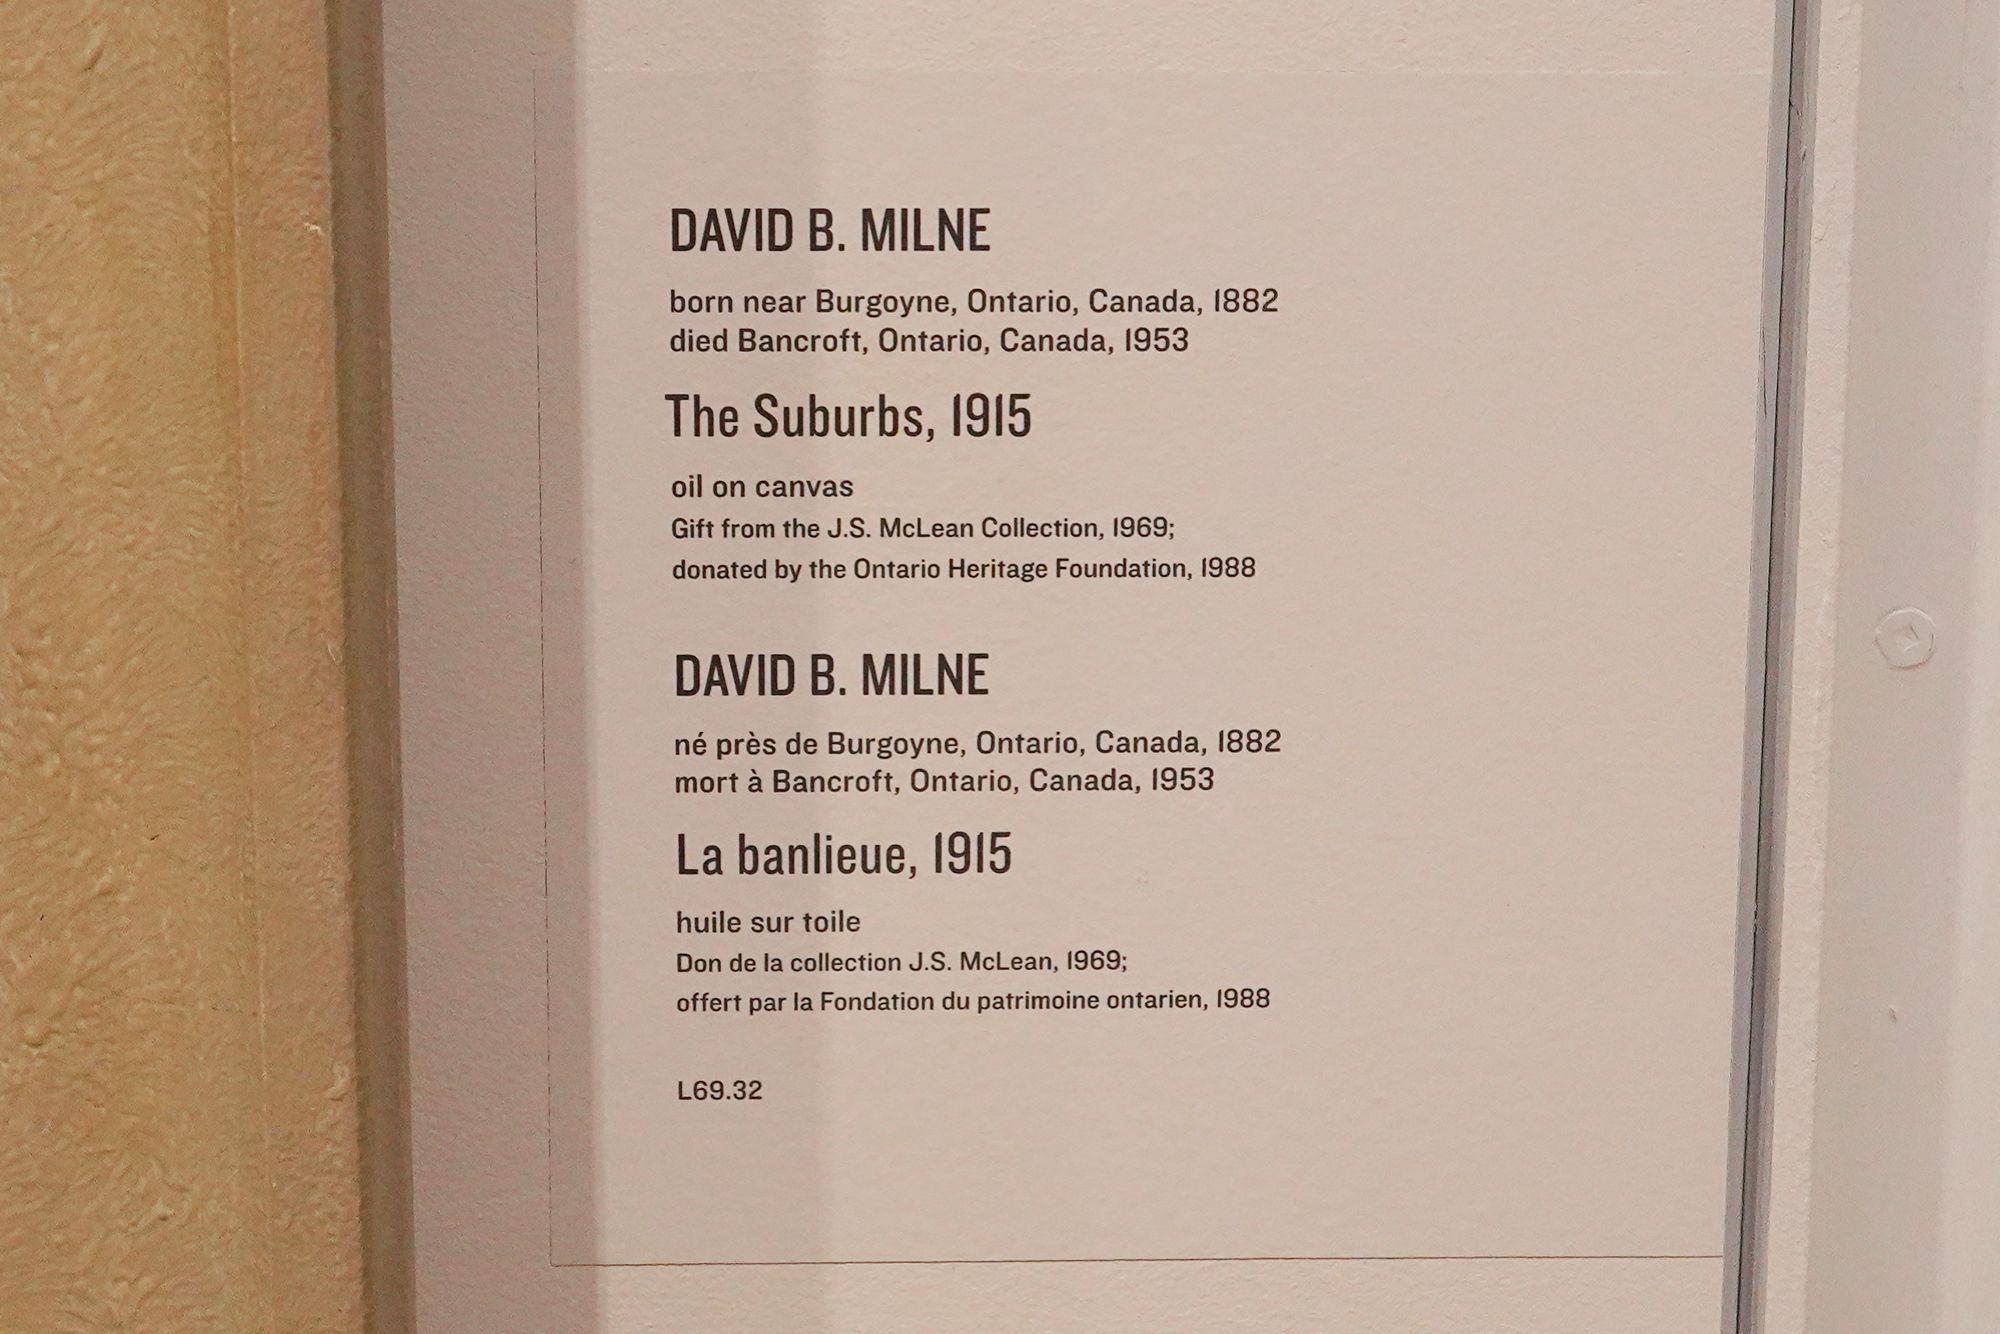 DAVID B. MILNE
born near Burgoyne, Ontario, Canada, 1882
died Bancroft, Ontario, Canada, 1953
The Suburbs, 1915
oil on canvas
Gift from the J.S. McLean Collection, 1969;
donated by the Ontario Heritage Foundation, 1988
DAVID B. MILNE
né près de Burgoyne, Ontario, Canada, 1882
mort à Bancroft, Ontario, Canada, 1953
La banlieue, 1915
huile sur toile
Don de la collection J.S. McLean, 1969;
offert par la Fondation du patrimoine ontarien, 1988
L69.32